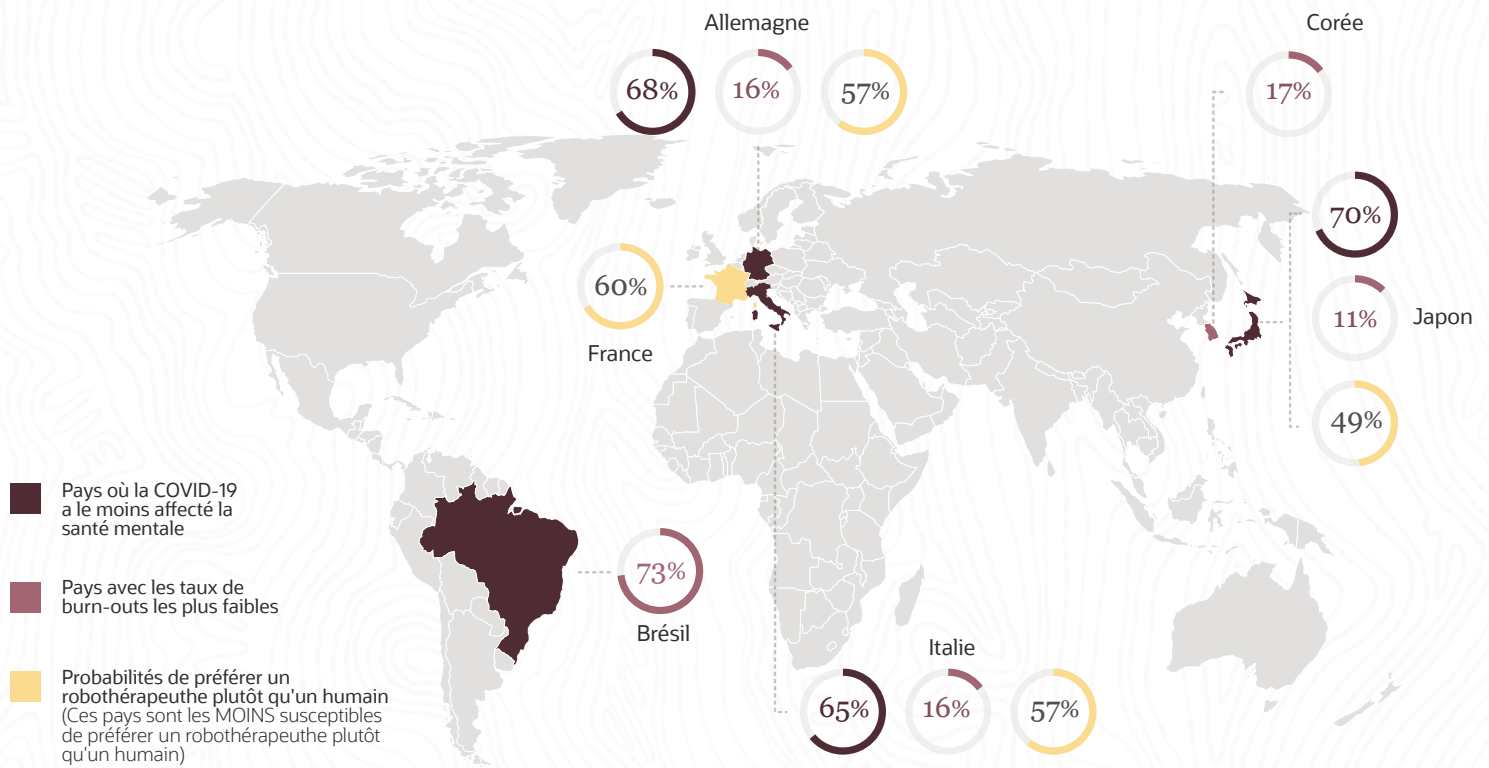 Allemagne
68%
16%
57%
Corée
17%
70%
11%
Japon
49%
60%
France
Pays où la COVID-19
a le moins affecté la
santé mentale
Pays avec les taux de
burn-outs les plus faibles
Probabilités de préférer un
robothérapeuthe plutôt qu'un humain
(Ces pays sont les MOINS susceptibles
de préférer un robothérapeuthe plutôt
qu'un humain)
73%
Brésil
Italie
65%
16%
57%